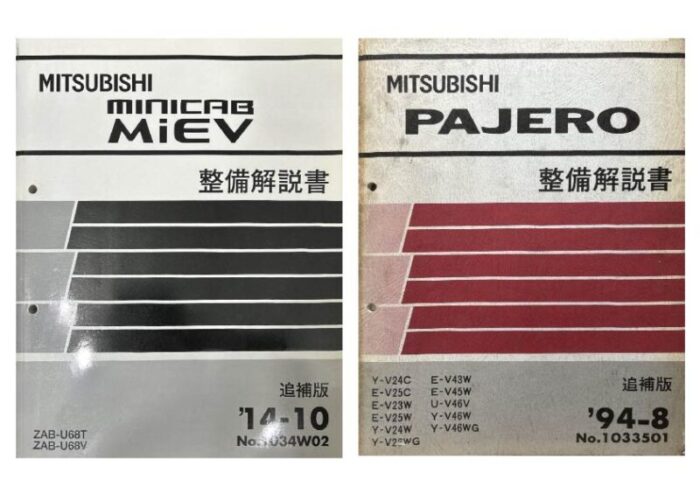 MITSUBISHI
MINICAB
MiEV
整備解説書
追補版
'14-10
No.1034W02
ZAB-U68T
ZAB-U68V
MITSUBISHI
PAJERO
整備解説書
Y-V24C E-V43W
E-V25C E-V45W
E-V23W U-V46V
E-V25W Y-V46W
Y-V24W Y-V46WG
追補版
'94-8
No.1033501